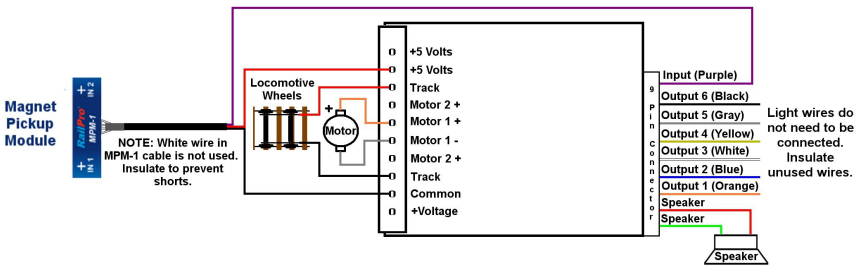 Magnet
Pickup
Module
RailPro
MPM-1
+ IN 1
+ IN 2
NOTE: White wire in
MPM-1 cable is not used.
Insulate to prevent
shorts.
Locomotive
Wheels
+
Motor
+5 Volts
+5 Volts
Track
Motor 2 +
Motor 1 +
Motor 1 -
Motor 2 +
Track
Common
+Voltage
9 Pin Connector
Input (Purple)
Output 6 (Black)
Output 5 (Gray)
Output 4 (Yellow)
Output 3 (White)
Output 2 (Blue)
Output 1 (Orange)
Speaker
Speaker
Speaker
Light wires do
not need to be
connected.
Insulate
unused wires.